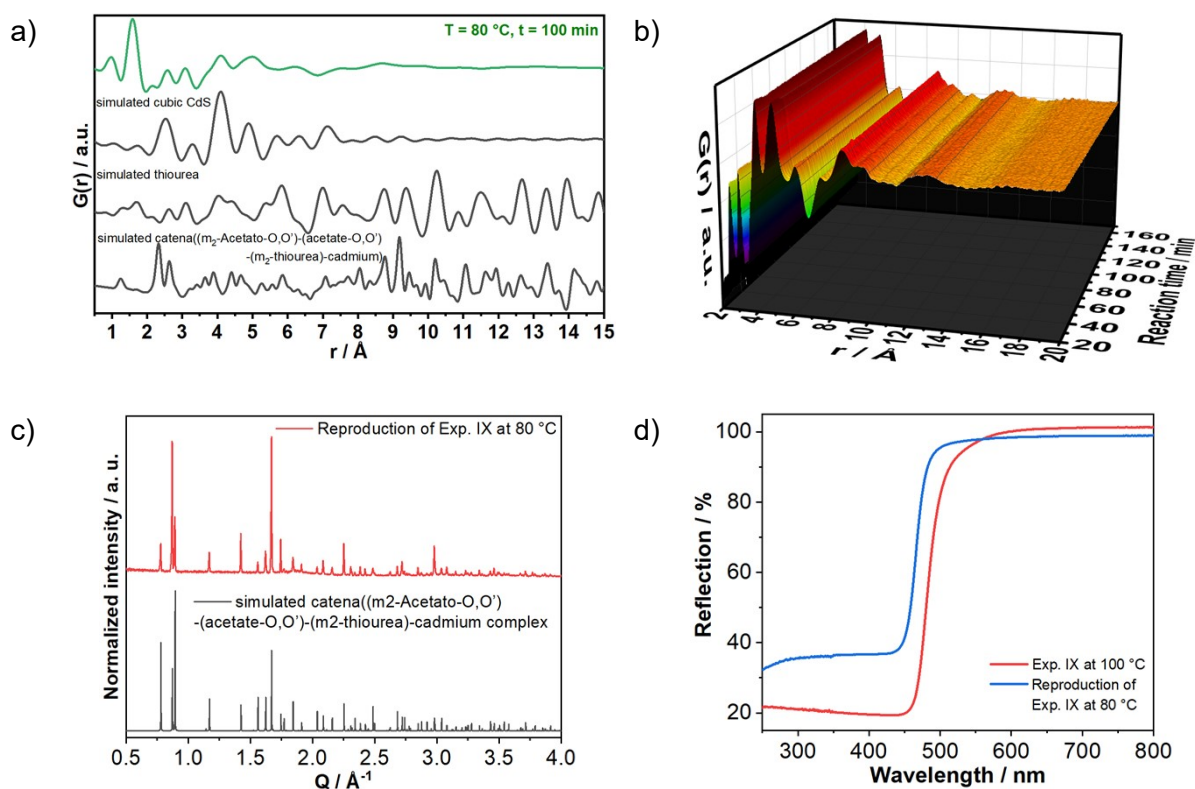 a)
T = 80 °C, t = 100 min
simulated cubic CdS
simulated thiourea
simulated catena((m2-Acetato-O,O')-(acetate-O,O')
-(m2-thiourea)-cadmium)
G(r) / a.u.
1 2 3 4 5 6 7 8 9 10 11 12 13 14 15
r / Å
b)
G(r) / a.u.
2 4 6 8 10 12 14 16 18 20
r / Å
160
140
120
100
80
60
40
20
Reaction time / min
c)
Reproduction of Exp. IX at 80 °C
simulated catena((m2-Acetato-O,O')
-(acetate-O,O')-(m2-thiourea)-cadmium complex
Normalized intensity / a. u.
0.5 1.0 1.5 2.0 2.5 3.0 3.5 4.0
Q / Å-1
d)
100
80
60
40
20
Reflection / %
Exp. IX at 100 °C
Reproduction of
Exp. IX at 80 °C
300 400 500 600 700 800
Wavelength / nm